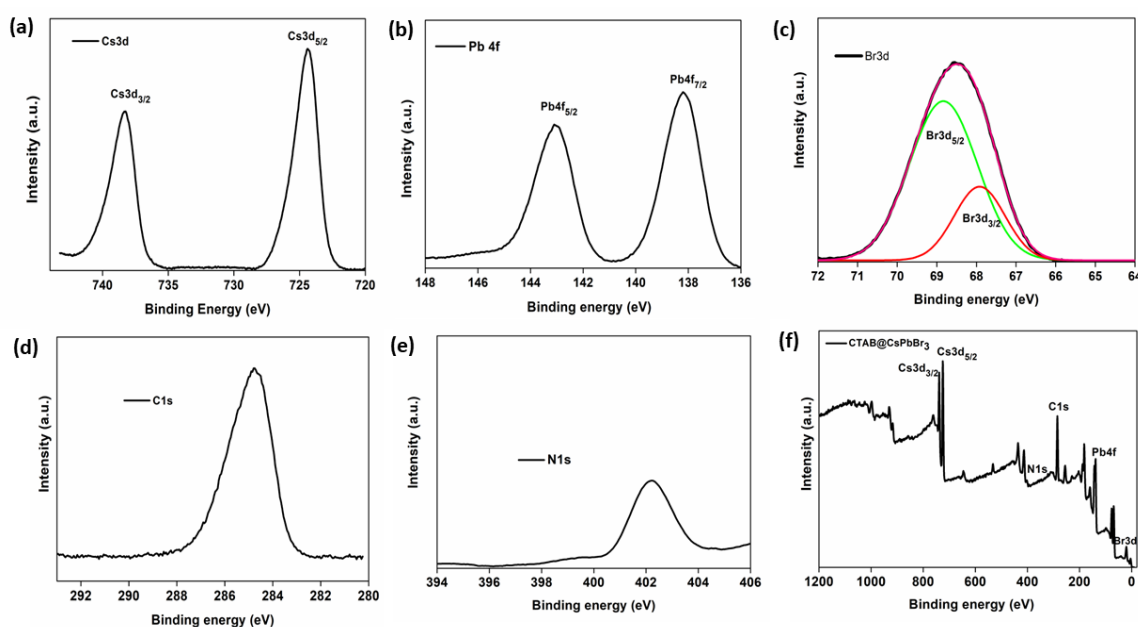 (a)
Cs3d
Cs3d5/2
Cs3d3/2
Intensity (a.u.)
740 735 730 725 720
Binding Energy (eV)
(b)
Pb 4f
Pb4f7/2
Pb4f5/2
Intensity (a.u.)
148 146 144 142 140 138 136
Binding energy (eV)
(c)
Br3d
Br3d5/2
Br3d3/2
Intensity (a.u.)
72 71 70 69 68 67 66 65 64
Binding energy (eV)
(d)
C1s
Intensity (a.u.)
292 290 288 286 284 282 280
Binding energy (eV)
(e)
N1s
Intensity (a.u.)
394 396 398 400 402 404 406
Binding energy (eV)
(f)
CTAB@CsPbBr3
Cs3d5/2
Cs3d3/2
C1s
Pb4f
N1s
Br3d
Intensity (a.u.)
1200 1000 800 600 400 200 0
Binding energy (eV)